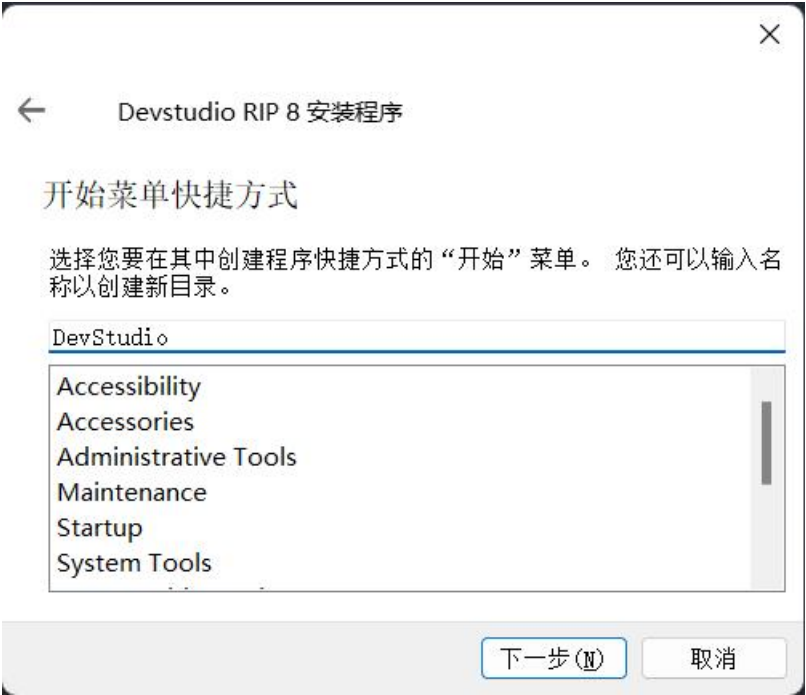 Devstudio RIP 8 安装程序
开始菜单快捷方式
选择您要在其中创建程序快捷方式的“开始”菜单。 您还可以输入名
称以创建新目录。
DevStudio
Accessibility
Accessories
Administrative Tools
Maintenance
Startup
System Tools
下一步(N)
取消